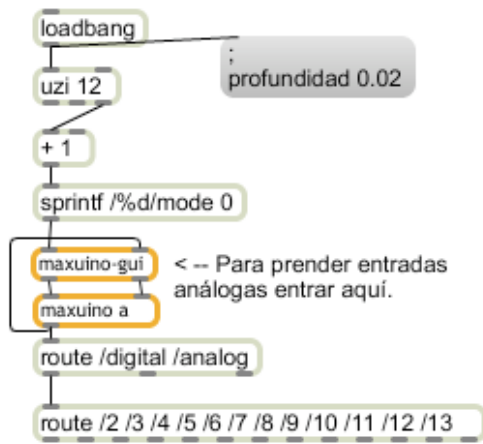 loadbang
;
profundidad 0.02
uzi 12
+ 1
sprintf /%d/mode 0
maxuino-gui
< -- Para prender entradas
análogas entrar aquí.
maxuino a
route /digital /analog
route /2 /3 /4 /5 /6 /7 /8 /9 /10 /11 /12 /13